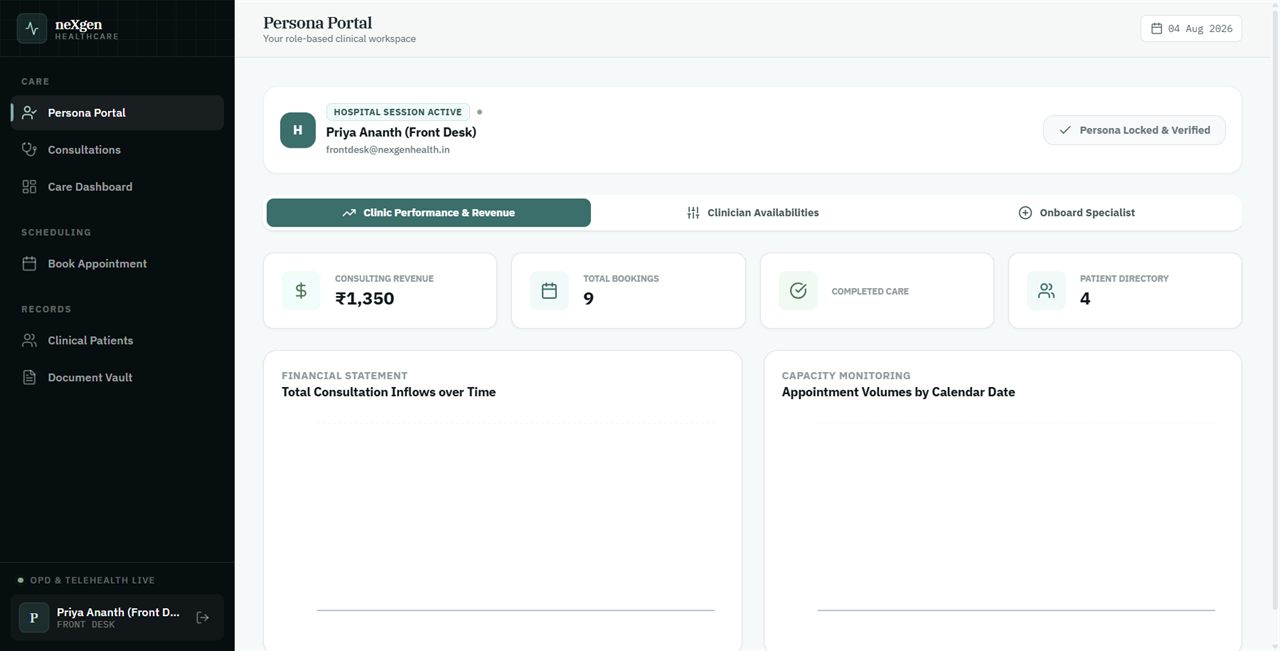 neXgen
HEALTHCARE
CARE
Persona Portal
Consultations
Care Dashboard
SCHEDULING
Book Appointment
RECORDS
Clinical Patients
Document Vault
OPD & TELEHEALTH LIVE
P
Priya Ananth (Front D...
FRONT DESK
Persona Portal
Your role-based clinical workspace
04 Aug 2026
H
HOSPITAL SESSION ACTIVE
Priya Ananth (Front Desk)
frontdesk@nexgenhealth.in
Persona Locked & Verified
Clinic Performance & Revenue
Clinician Availabilities
Onboard Specialist
CONSULTING REVENUE
₹1,350
TOTAL BOOKINGS
9
COMPLETED CARE
PATIENT DIRECTORY
4
FINANCIAL STATEMENT
Total Consultation Inflows over Time
CAPACITY MONITORING
Appointment Volumes by Calendar Date